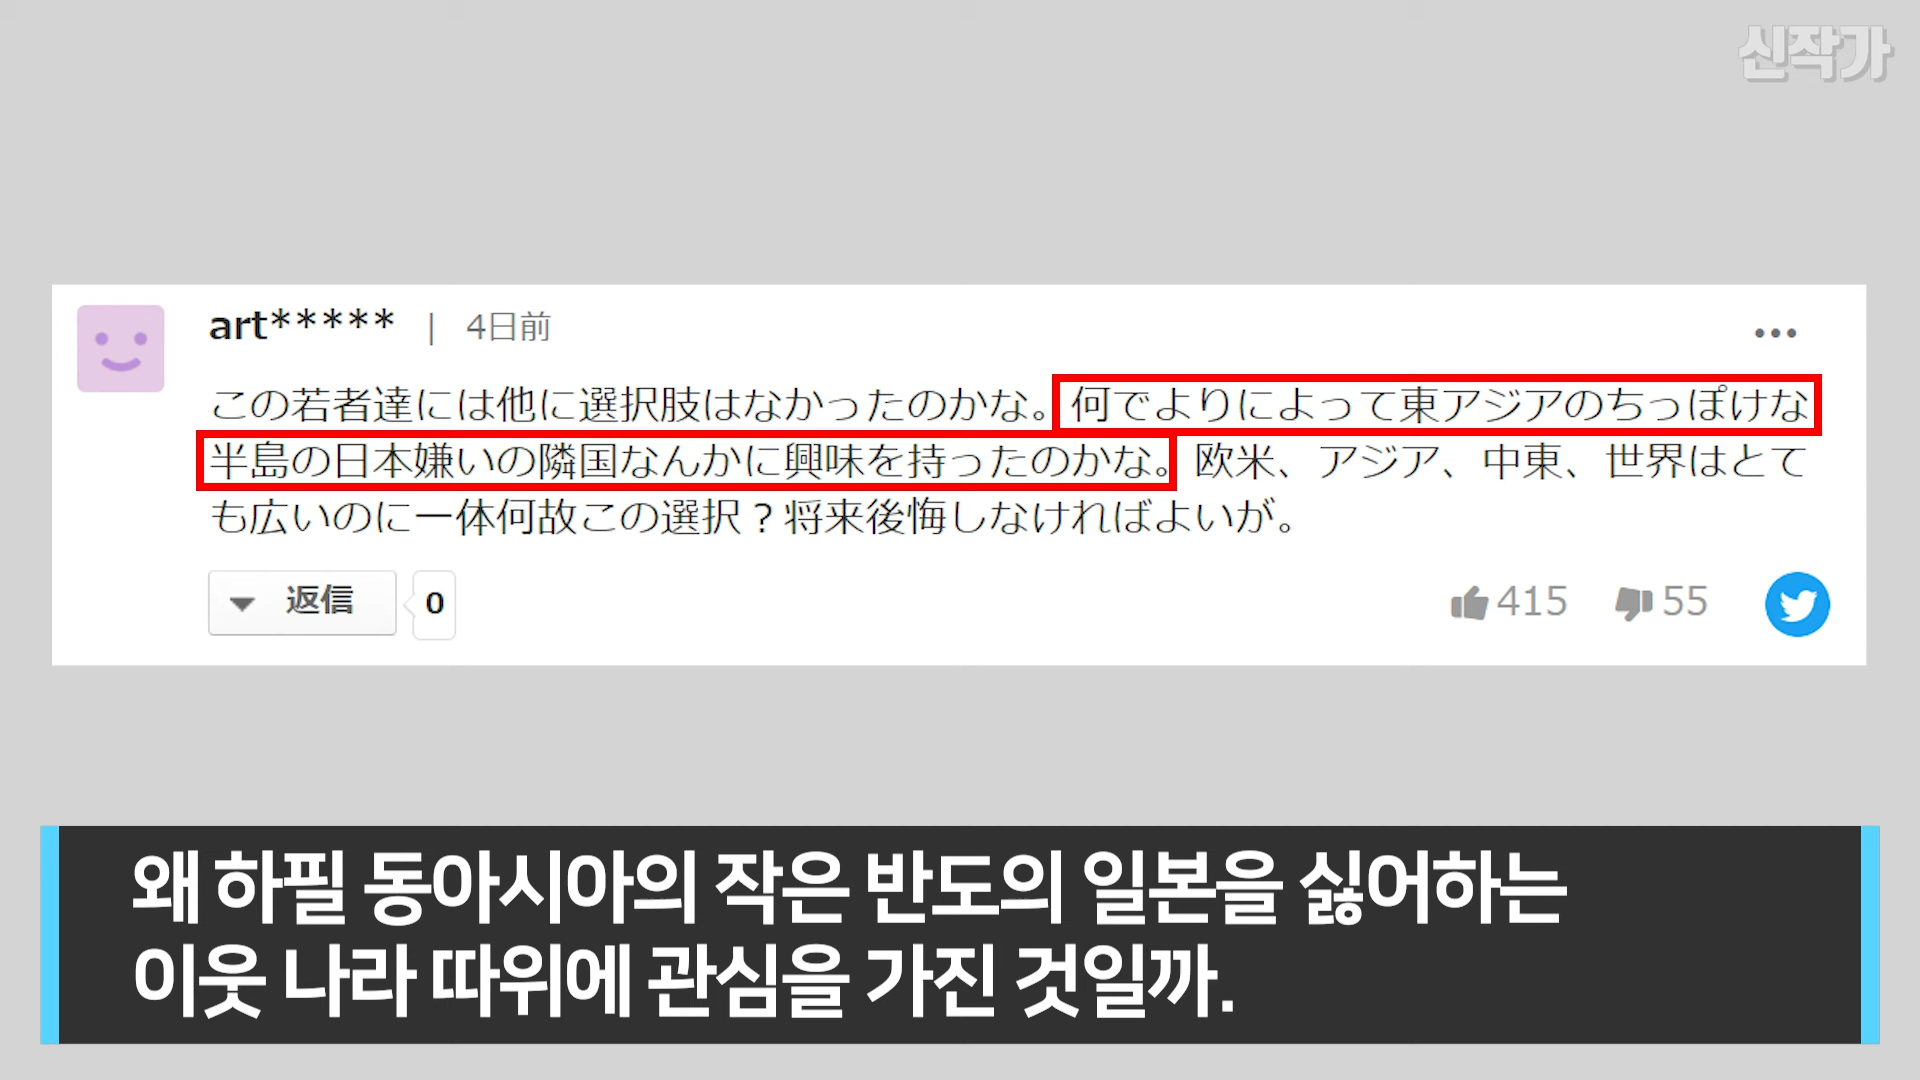 신작가
art***** | 4日前
この若者達には他に選択肢はなかったのかな。何でよりによって東アジアのちっぽけな
半島の日本嫌いの隣国なんかに興味を持ったのかな。欧米、アジア、中東、世界はとて
も広いのに一体何故この選択？将来後悔しなければよいが。
返信 0 415 55
왜 하필 동아시아의 작은 반도의 일본을 싫어하는
이웃 나라 따위에 관심을 가진 것일까.